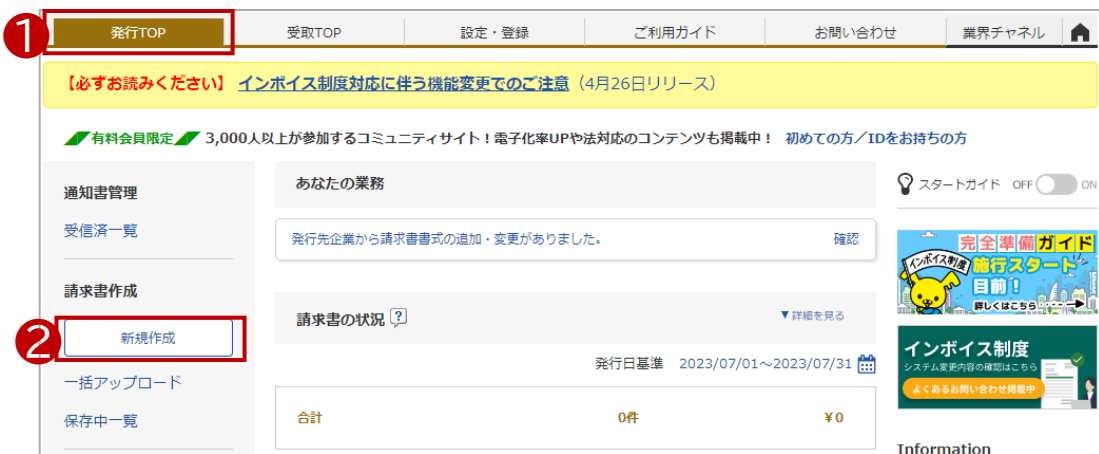 1
発行TOP 受取TOP 設定・登録 ご利用ガイド お問い合わせ 業界チャネル
【必ずお読みください】 インボイス制度対応に伴う機能変更でのご注意（4月26日リリース）
有料会員限定 3,000人以上が参加するコミュニティサイト！電子化率UPや法対応のコンテンツも掲載中！ 初めての方／IDをお持ちの方
通知書管理
受信済一覧
請求書作成
2
新規作成
一括アップロード
保存中一覧
あなたの業務
発行先企業から請求書書式の追加・変更がありました。 確認
請求書の状況 ? ▼詳細を見る
発行日基準 2023/07/01～2023/07/31
合計 0件 ¥0
スタートガイド OFF ON
完全準備ガイド
インボイス制度
施行スタート
目前！
詳しくはこちら
インボイス制度
システム変更内容の確認はこちら
よくあるお問い合わせ掲載中
Information